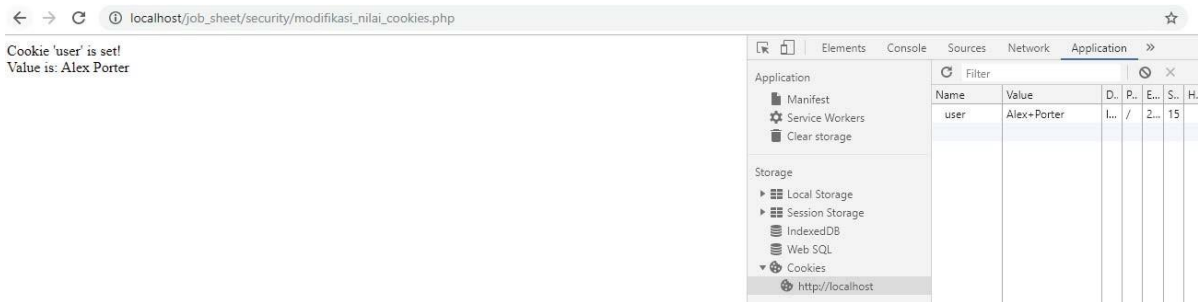 localhost/job_sheet/security/modifikasi_nilai_cookies.php
Cookie 'user' is set!
Value is: Alex Porter
Elements Console Sources Network Application »
Application
Manifest
Service Workers
Clear storage
Storage
Local Storage
Session Storage
IndexedDB
Web SQL
Cookies
http://localhost
Filter
Name Value D.. P.. E... S.. H.
user Alex+Porter l... / 2... 15